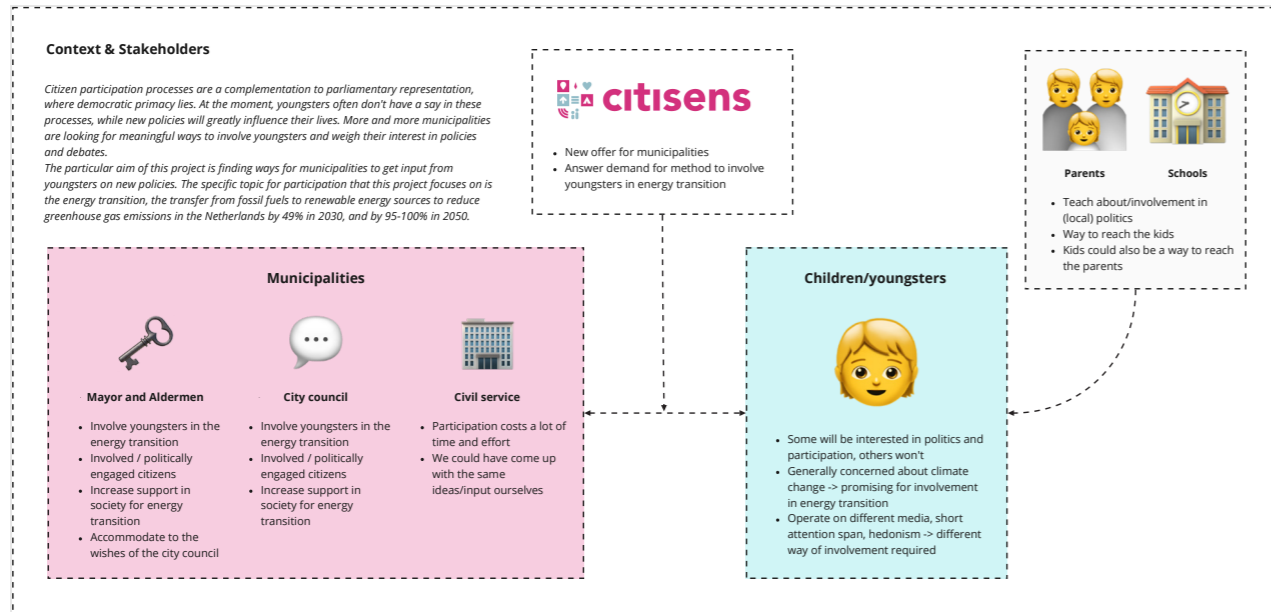 Context & Stakeholders
Citizen participation processes are a complementation to parliamentary representation,
where democratic primacy lies. At the moment, youngsters often don't have a say in these
processes, while new policies will greatly influence their lives. More and more municipalities
are looking for meaningful ways to involve youngsters and weigh their interest in policies
and debates.
The particular aim of this project is finding ways for municipalities to get input from
youngsters on new policies. The specific topic for participation that this project focuses on is
the energy transition, the transfer from fossil fuels to renewable energy sources to reduce
greenhouse gas emissions in the Netherlands by 49% in 2030, and by 95-100% in 2050.
citisens
• New offer for municipalities
• Answer demand for method to involve
youngsters in energy transition
Parents
Schools
• Teach about/involvement in
(local) politics
• Way to reach the kids
• Kids could also be a way to reach
the parents
Municipalities
Mayor and Aldermen
• Involve youngsters in the
energy transition
• Involved / politically
engaged citizens
• Increase support in
society for energy
transition
• Accommodate to the
wishes of the city council
City council
• Involve youngsters in the
energy transition
• Involved / politically
engaged citizens
• Increase support in
society for energy
transition
Civil service
• Participation costs a lot of
time and effort
• We could have come up
with the same
ideas/input ourselves
Children/youngsters
• Some will be interested in politics and
participation, others won't
• Generally concerned about climate
change -> promising for involvement
in energy transition
• Operate on different media, short
attention span, hedonism -> different
way of involvement required